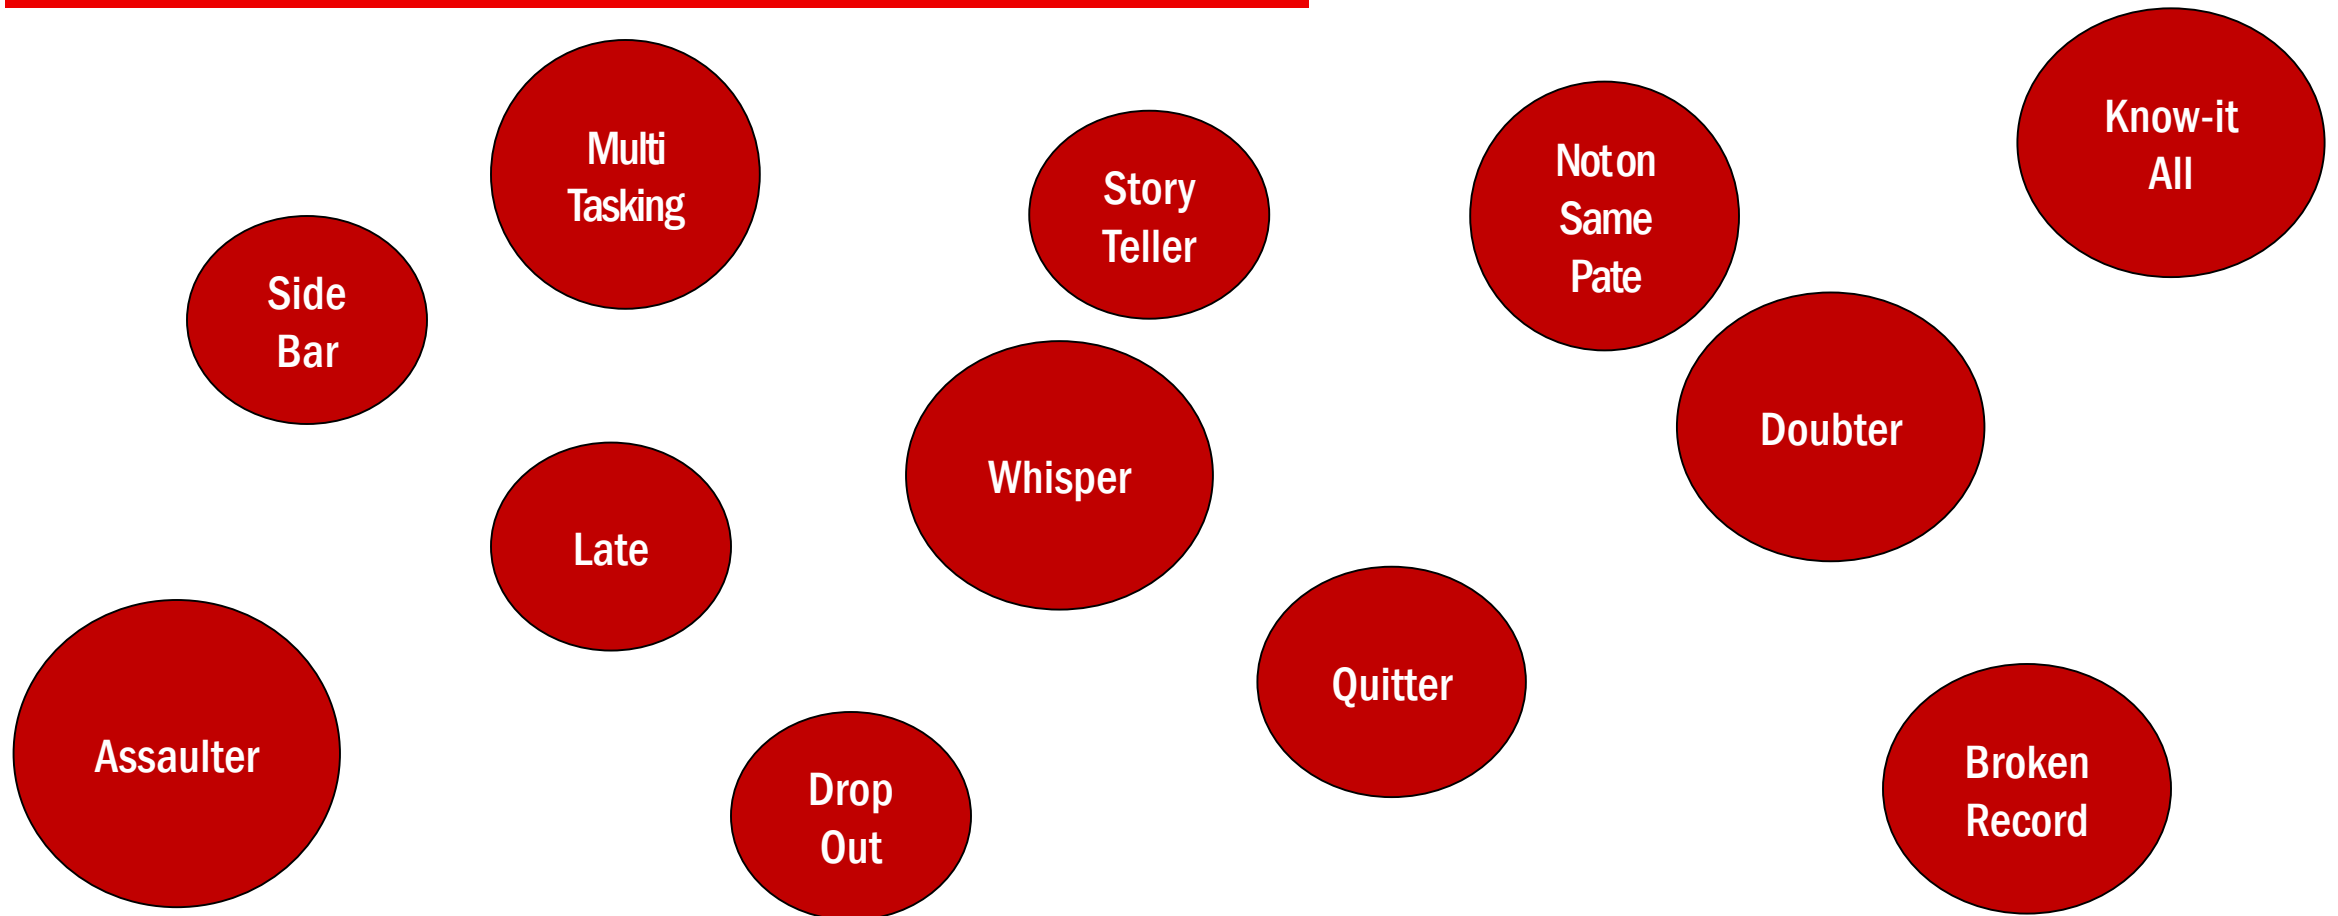 Multi
Tasking
Story
Teller
Not on
Same
Pate
Know-it
All
Side
Bar
Whisper
Doubter
Late
Assaulter
Drop
Out
Quitter
Broken
Record